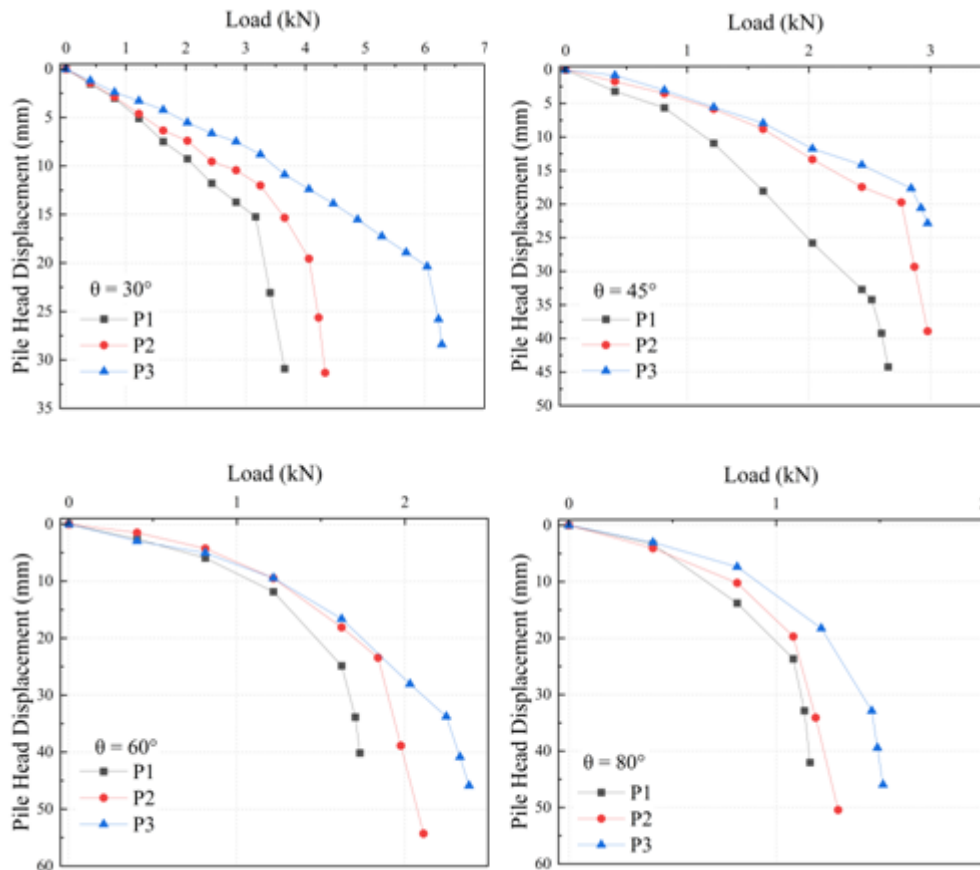 Load (kN)
0 1 2 3 4 5 6 7
0
5
10
15
20
25
30
35
Pile Head Displacement (mm)
θ = 30°
P1
P2
P3
Load (kN)
0 1 2 3
0
5
10
15
20
25
30
35
40
45
50
Pile Head Displacement (mm)
θ = 45°
P1
P2
P3
Load (kN)
0 1 2
0
10
20
30
40
50
60
Pile Head Displacement (mm)
θ = 60°
P1
P2
P3
Load (kN)
0 1
0
10
20
30
40
50
60
Pile Head Displacement (mm)
θ = 80°
P1
P2
P3